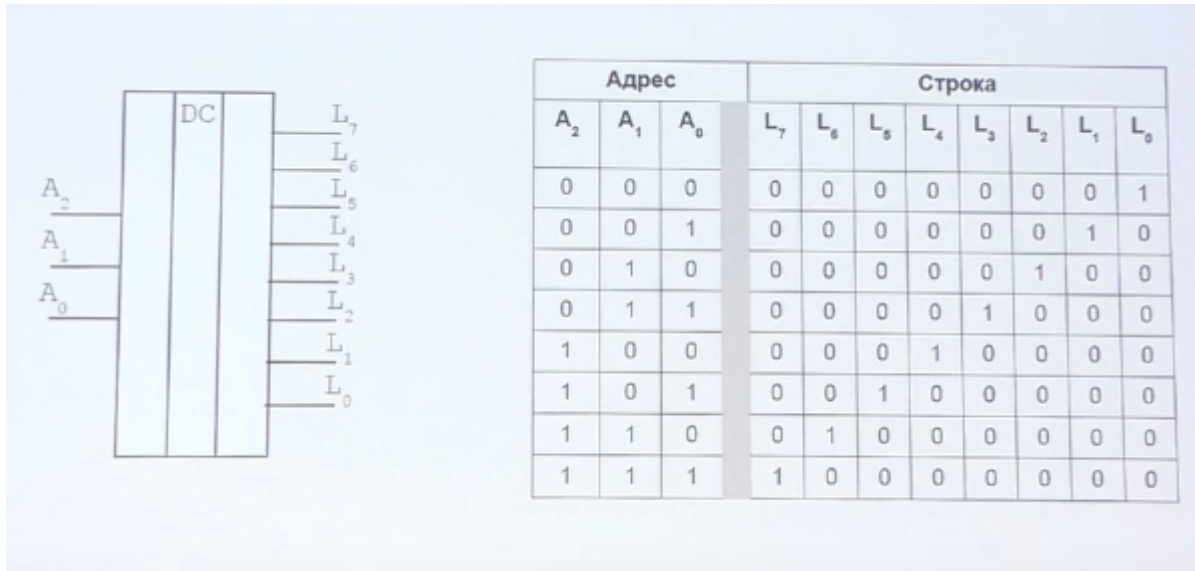 DC
A₂
A₁
A₀
L₇
L₆
L₅
L₄
L₃
L₂
L₁
L₀
Адрес Строка
A₂ A₁ A₀ L₇ L₆ L₅ L₄ L₃ L₂ L₁ L₀
0 0 0 0 0 0 0 0 0 0 1
0 0 1 0 0 0 0 0 0 1 0
0 1 0 0 0 0 0 0 1 0 0
0 1 1 0 0 0 0 1 0 0 0
1 0 0 0 0 0 1 0 0 0 0
1 0 1 0 0 1 0 0 0 0 0
1 1 0 0 1 0 0 0 0 0 0
1 1 1 1 0 0 0 0 0 0 0